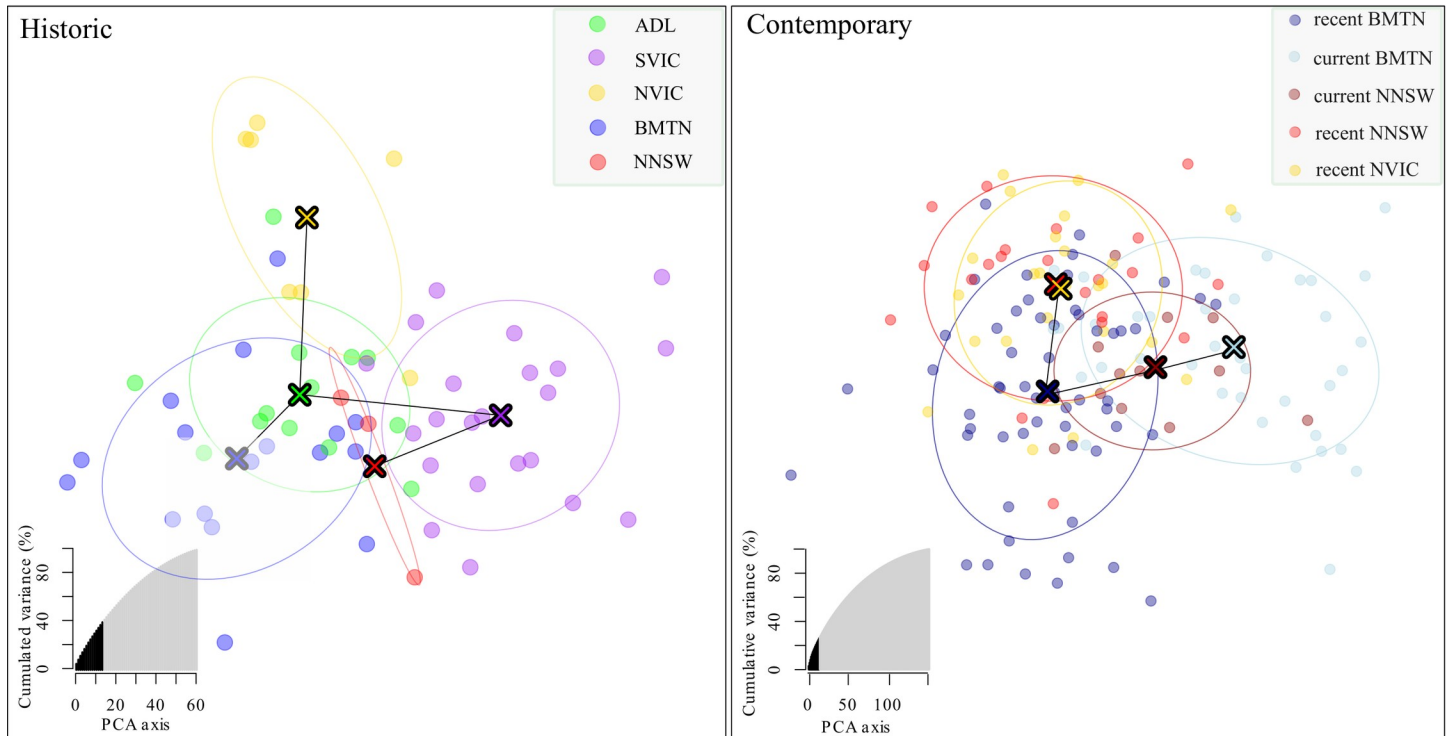 Historic
ADL
SVIC
NVIC
BMTN
NNSW
Cumulated variance (%)
0 40 80
0 20 40 60
PCA axis
Contemporary
recent BMTN
current BMTN
current NNSW
recent NNSW
recent NVIC
Cumulative variance (%)
0 40 80
0 50 100
PCA axis